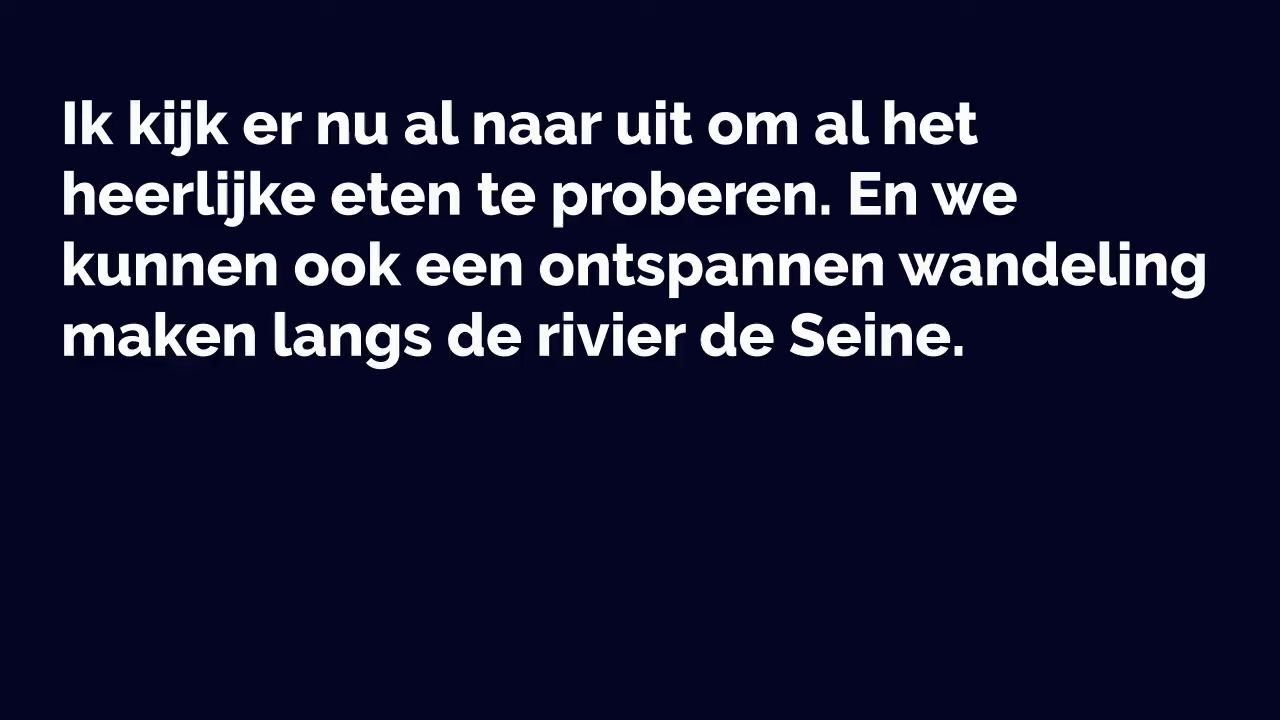 Ik kijk er nu al naar uit om al het
heerlijke eten te proberen. En we
kunnen ook een ontspannen wandeling
maken langs de rivier de Seine.